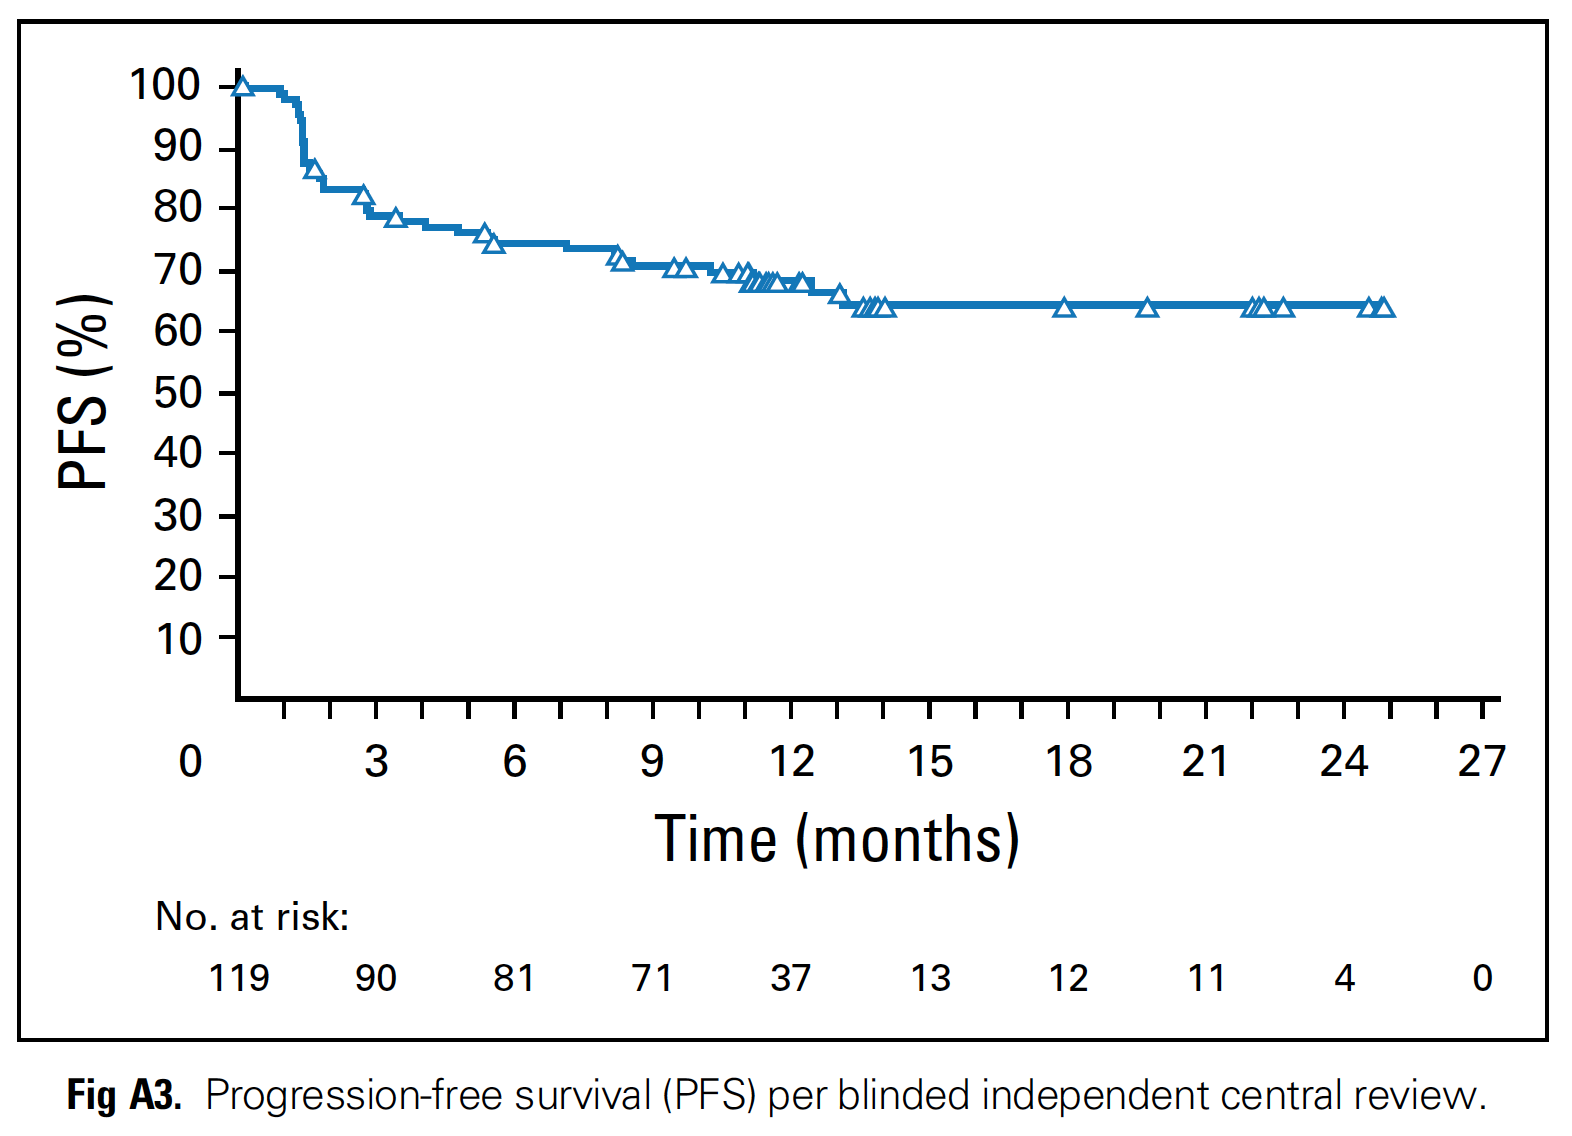 100
90
80
70
60
50
40
30
20
10
PFS (%)
0 3 6 9 12 15 18 21 24 27
Time (months)
No. at risk:
119 90 81 71 37 13 12 11 4 0
Fig A3. Progression-free survival (PFS) per blinded independent central review.